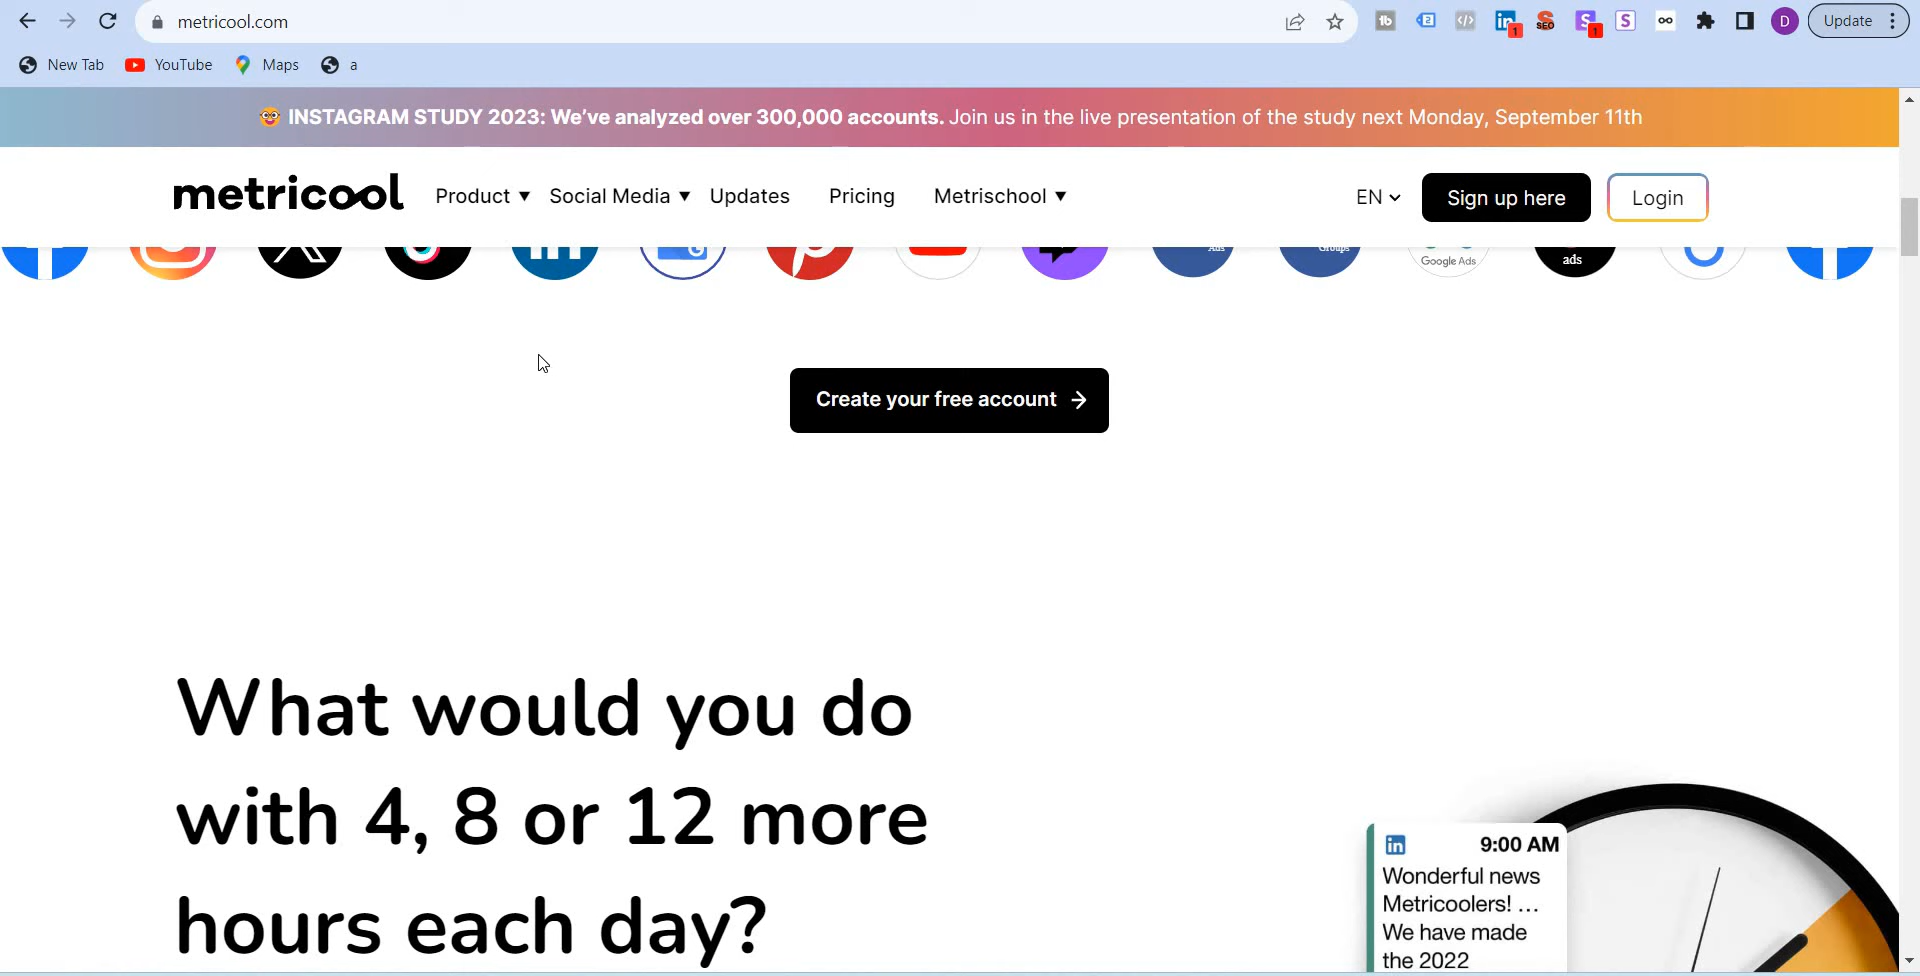 metricool.com
Update
New Tab
YouTube
Maps
a
INSTAGRAM STUDY 2023: We've analyzed over 300,000 accounts. Join us in the live presentation of the study next Monday, September 11th
metricool
Product
Social Media
Updates
Pricing
Metrischool
EN
Sign up here
Login
Google Ads
ads
Create your free account →
What would you do
with 4, 8 or 12 more
hours each day?
in
9:00 AM
Wonderful news
Metricoolers! ...
We have made
the 2022